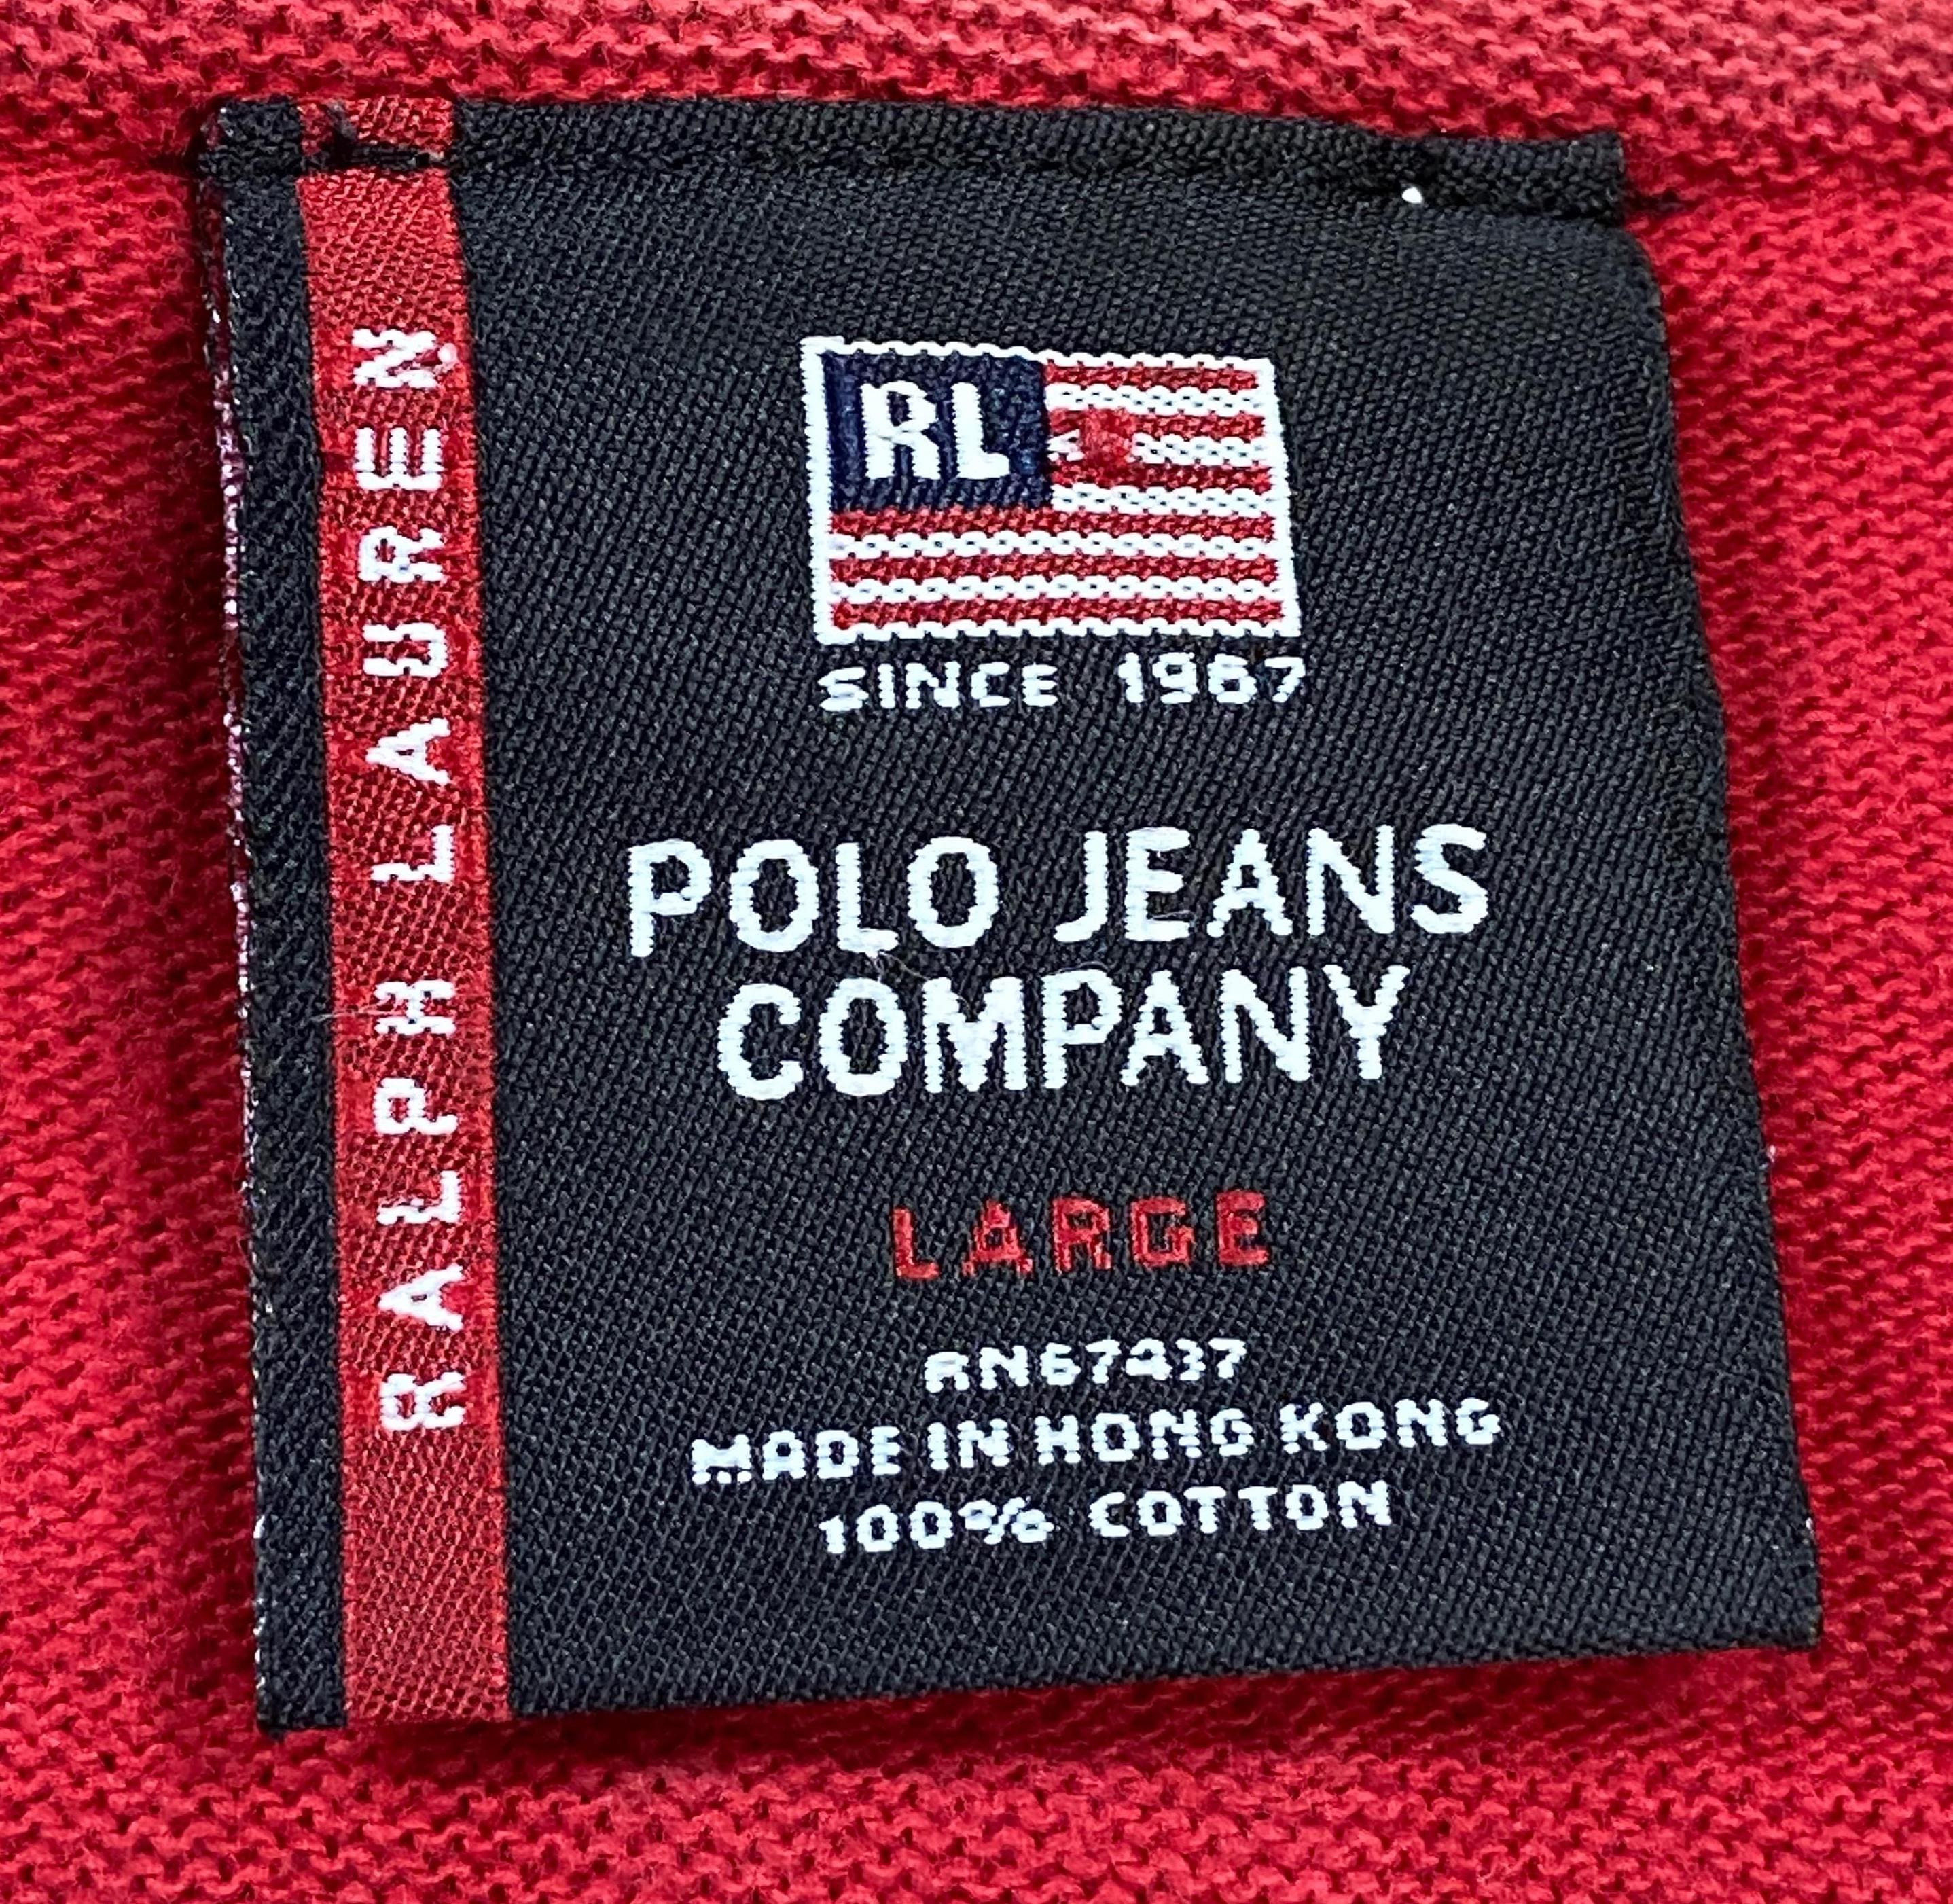 RALPH LAUREN
RL
SINCE 1967
POLO JEANS
COMPANY
LARGE
RN67437
MADE IN HONG KONG
100% COTTON